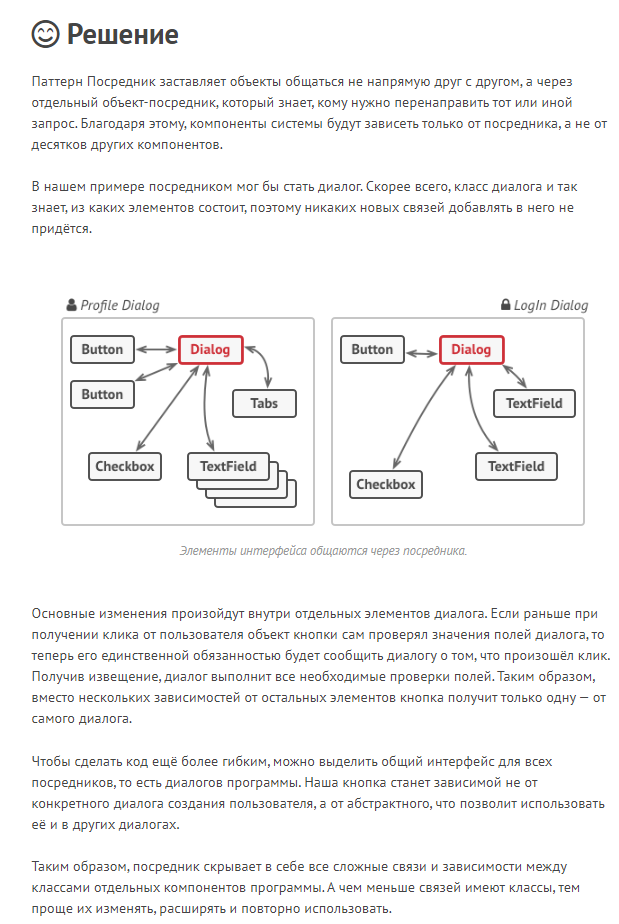 Решение
Паттерн Посредник заставляет объекты общаться не напрямую друг с другом, а через
отдельный объект-посредник, который знает, кому нужно перенаправить тот или иной
запрос. Благодаря этому, компоненты системы будут зависеть только от посредника, а не от
десятков других компонентов.
В нашем примере посредником мог бы стать диалог. Скорее всего, класс диалога и так
знает, из каких элементов состоит, поэтому никаких новых связей добавлять в него не
придётся.
Profile Dialog
Button
Dialog
Button
Tabs
Checkbox
TextField
LogIn Dialog
Button
Dialog
TextField
TextField
Checkbox
Элементы интерфейса общаются через посредника.
Основные изменения произойдут внутри отдельных элементов диалога. Если раньше при
получении клика от пользователя объект кнопки сам проверял значения полей диалога, то
теперь его единственной обязанностью будет сообщить диалогу о том, что произошёл клик.
Получив извещение, диалог выполнит все необходимые проверки полей. Таким образом,
вместо нескольких зависимостей от остальных элементов кнопка получит только одну — от
самого диалога.
Чтобы сделать код ещё более гибким, можно выделить общий интерфейс для всех
посредников, то есть диалогов программы. Наша кнопка станет зависимой не от
конкретного диалога создания пользователя, а от абстрактного, что позволит использовать
её и в других диалогах.
Таким образом, посредник скрывает в себе все сложные связи и зависимости между
классами отдельных компонентов программы. А чем меньше связей имеют классы, тем
проще их изменять, расширять и повторно использовать.